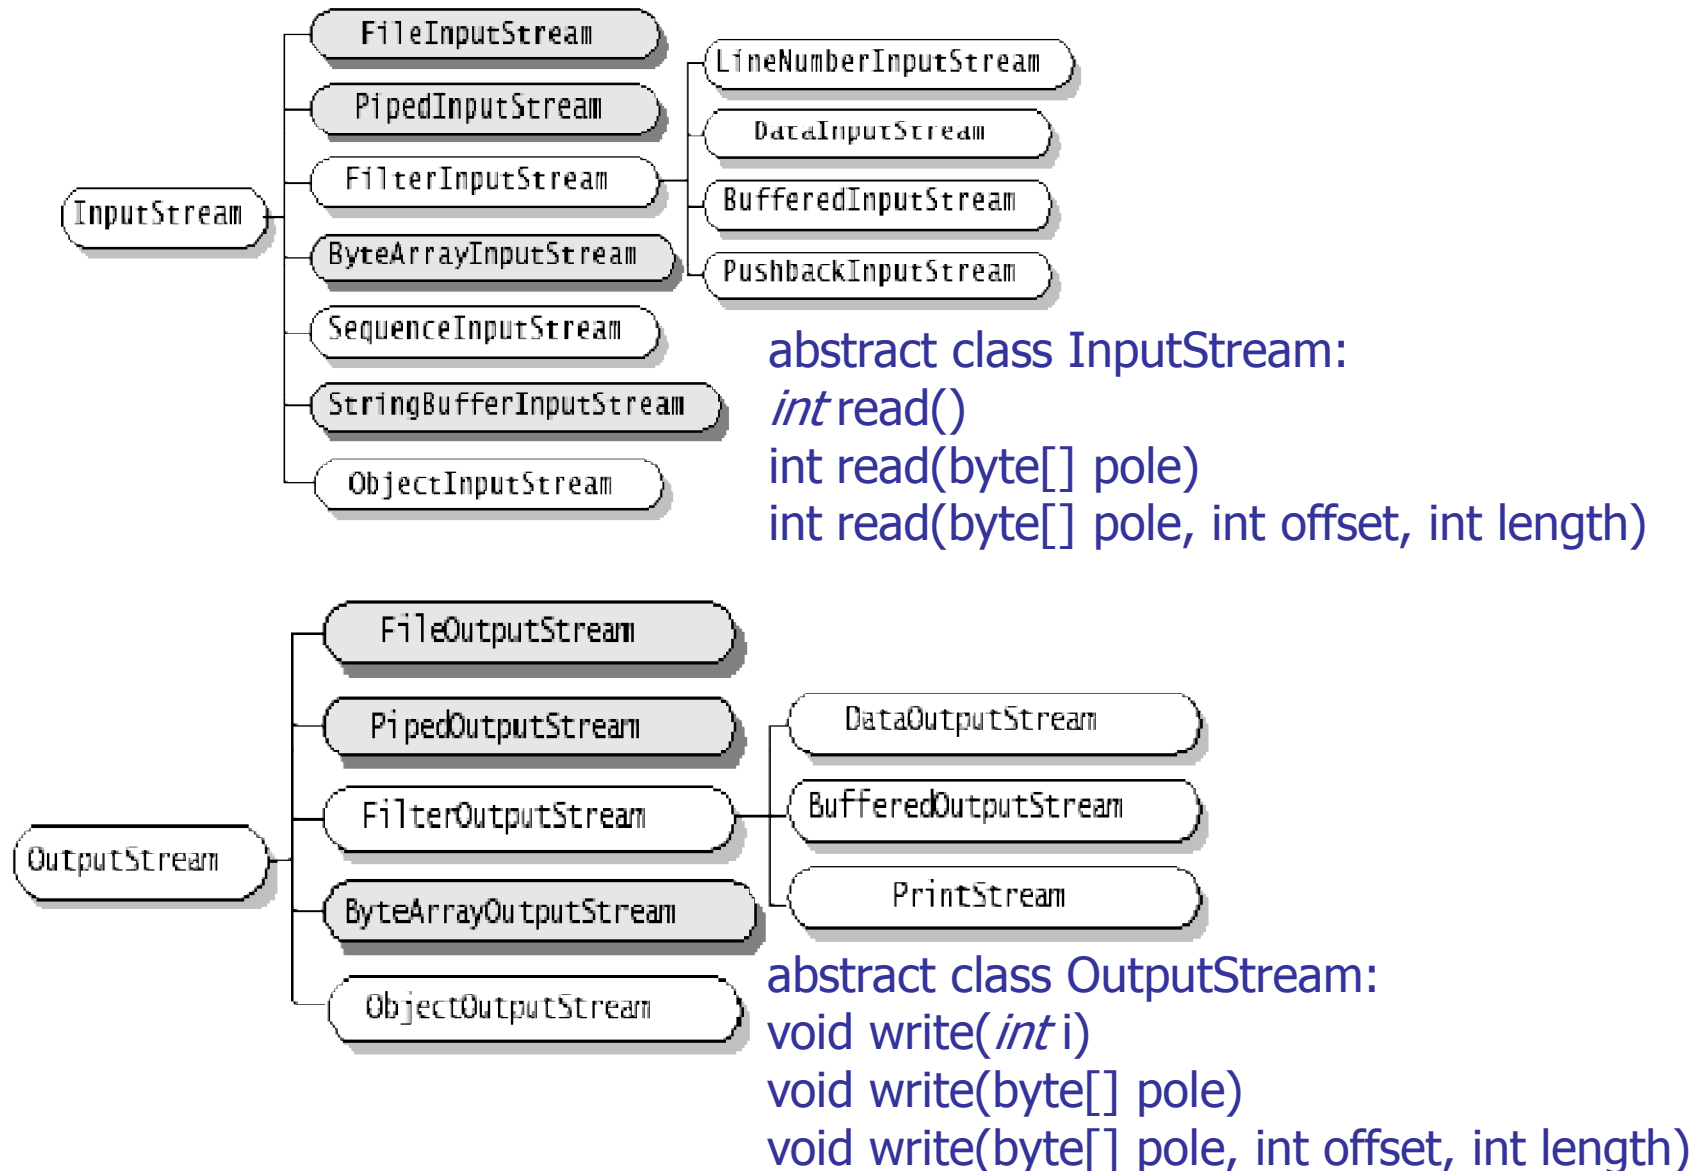 FileInputStream
PipedInputStream
FilterInputStream
InputStream
ByteArrayInputStream
SequenceInputStream
StringBufferInputStream
ObjectInputStream
LineNumberInputStream
DataInputStream
BufferedInputStream
PushbackInputStream
abstract class InputStream:
int read()
int read(byte[] pole)
int read(byte[] pole, int offset, int length)
FileOutputStream
PipedOutputStream
FilterOutputStream
OutputStream
ByteArrayOutputStream
ObjectOutputStream
DataOutputStream
BufferedOutputStream
PrintStream
abstract class OutputStream:
void write(int i)
void write(byte[] pole)
void write(byte[] pole, int offset, int length)